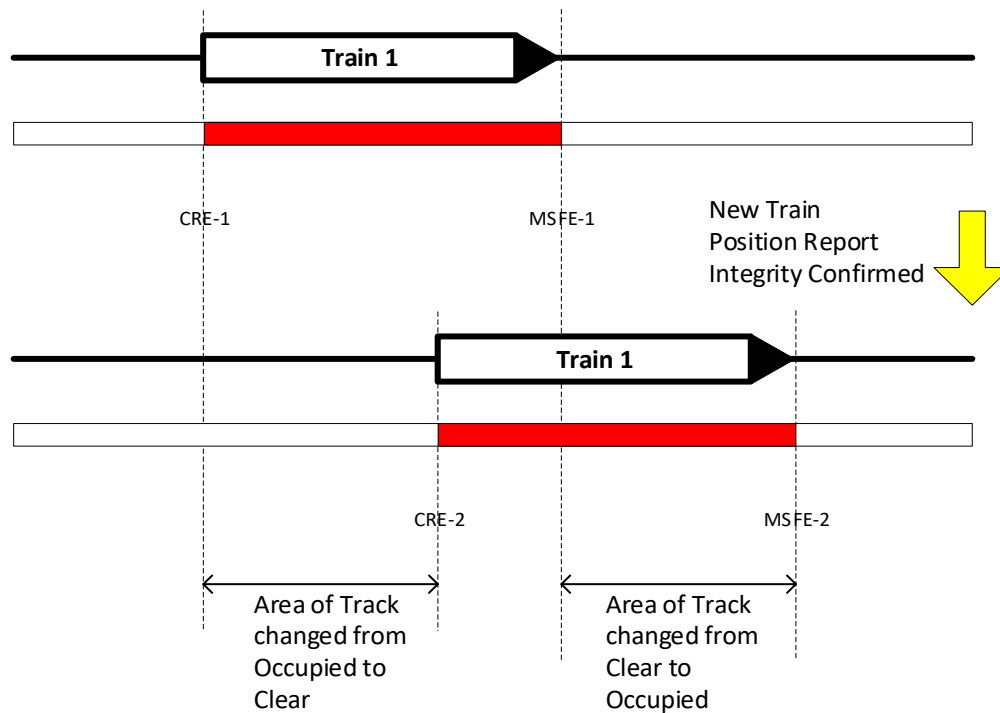 Train 1
CRE-1
MSFE-1
New Train
Position Report
Integrity Confirmed
Train 1
CRE-2
MSFE-2
Area of Track
changed from
Occupied to
Clear
Area of Track
changed from
Clear to
Occupied